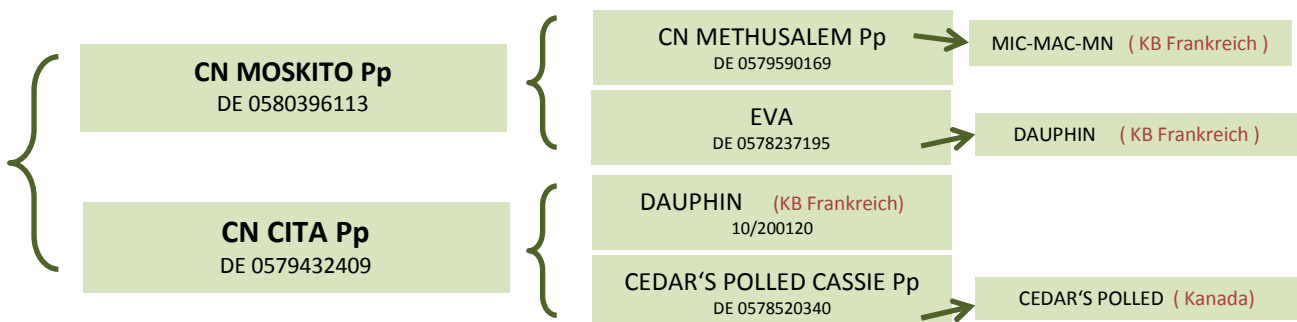 CN MOSKITO Pp
DE 0580396113
CN CITA Pp
DE 0579432409
CN METHUSALEM Pp
DE 0579590169
EVA
DE 0578237195
DAUPHIN (KB Frankreich)
10/200120
CEDAR‘S POLLED CASSIE Pp
DE 0578520340
MIC-MAC-MN ( KB Frankreich )
DAUPHIN ( KB Frankreich )
CEDAR‘S POLLED ( Kanada)